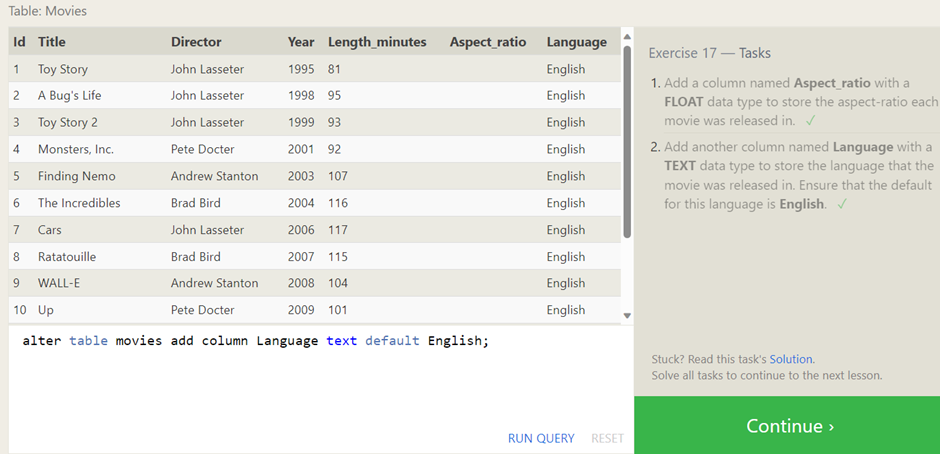 Table: Movies
Id Title Director Year Length_minutes Aspect_ratio Language
1 Toy Story John Lasseter 1995 81 English
2 A Bug's Life John Lasseter 1998 95 English
3 Toy Story 2 John Lasseter 1999 93 English
4 Monsters, Inc. Pete Docter 2001 92 English
5 Finding Nemo Andrew Stanton 2003 107 English
6 The Incredibles Brad Bird 2004 116 English
7 Cars John Lasseter 2006 117 English
8 Ratatouille Brad Bird 2007 115 English
9 WALL-E Andrew Stanton 2008 104 English
10 Up Pete Docter 2009 101 English
alter table movies add column Language text default English;
RUN QUERY RESET
Exercise 17 — Tasks
1. Add a column named Aspect_ratio with a
FLOAT data type to store the aspect-ratio each
movie was released in. ✓
2. Add another column named Language with a
TEXT data type to store the language that the
movie was released in. Ensure that the default
for this language is English. ✓
Stuck? Read this task's Solution.
Solve all tasks to continue to the next lesson.
Continue ›